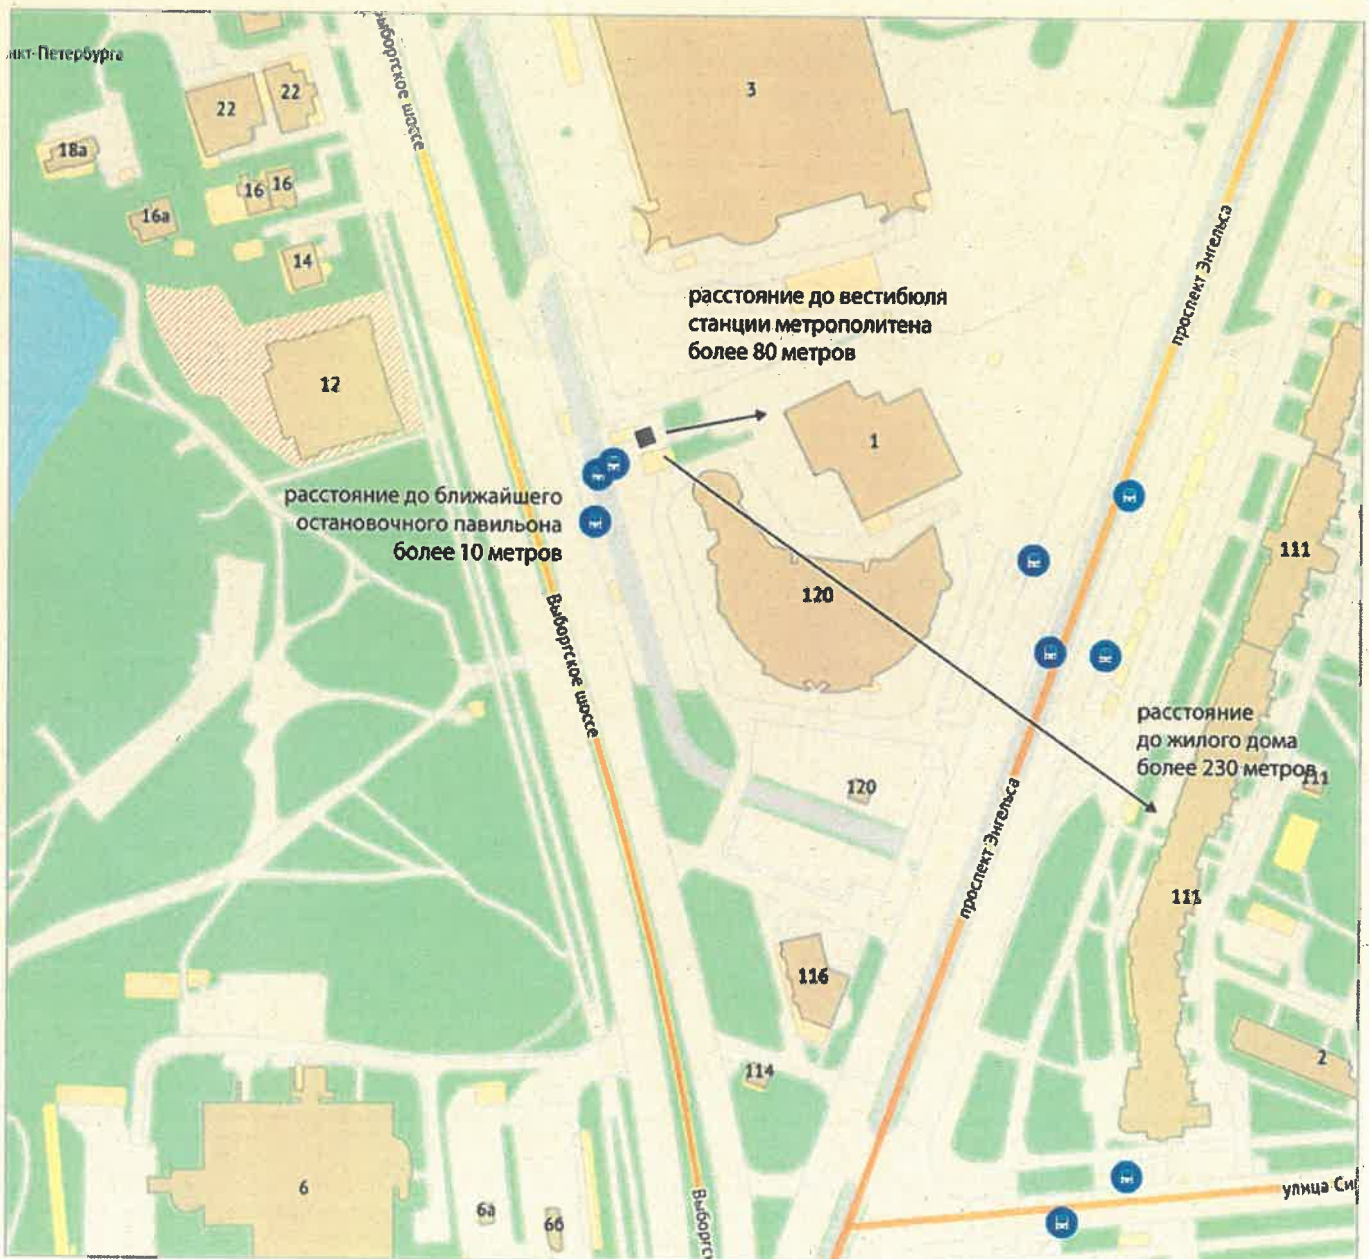 нкт-Петербурга
Выборгское шоссе
22
22
3
18а
16
16
16а
14
проспект Энгельса
расстояние до вестибюля
станции метрополитена
более 80 метров
12
1
расстояние до ближайшего
остановочного павильона
более 10 метров
111
120
Выборгское шоссе
расстояние
до жилого дома
более 230 метров
111
120
проспект Энгельса
111
116
2
114
6
6а
6б
Выборгс
улица Си